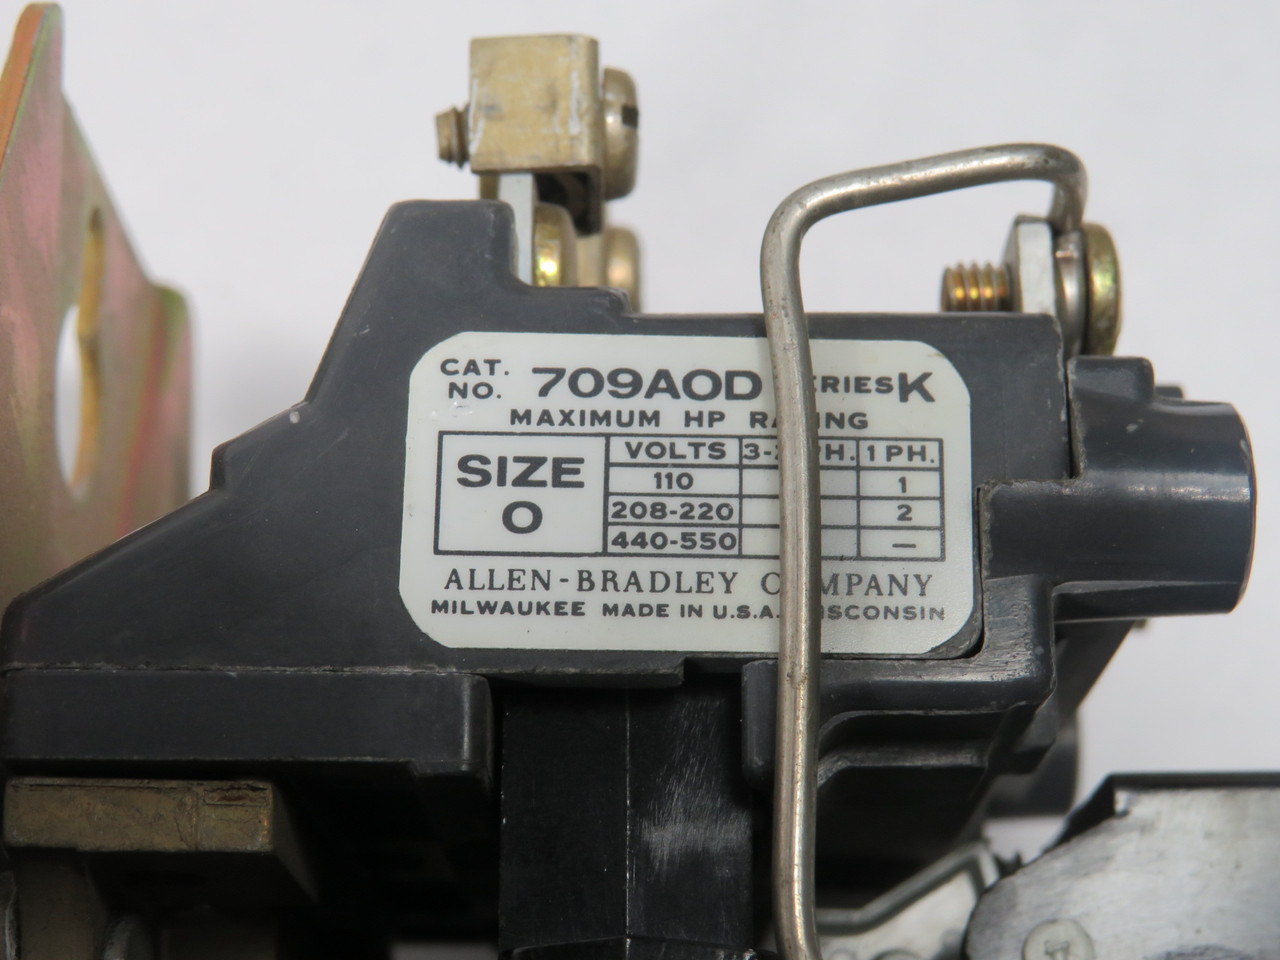 CAT. NO. 709AOD K
MAXIMUM HP
SIZE 0
VOLTS 1 PH.
110 1
208-220 2
440-550 —
ALLEN-BRADLEY
MILWAUKEE MADE IN U.S.A.